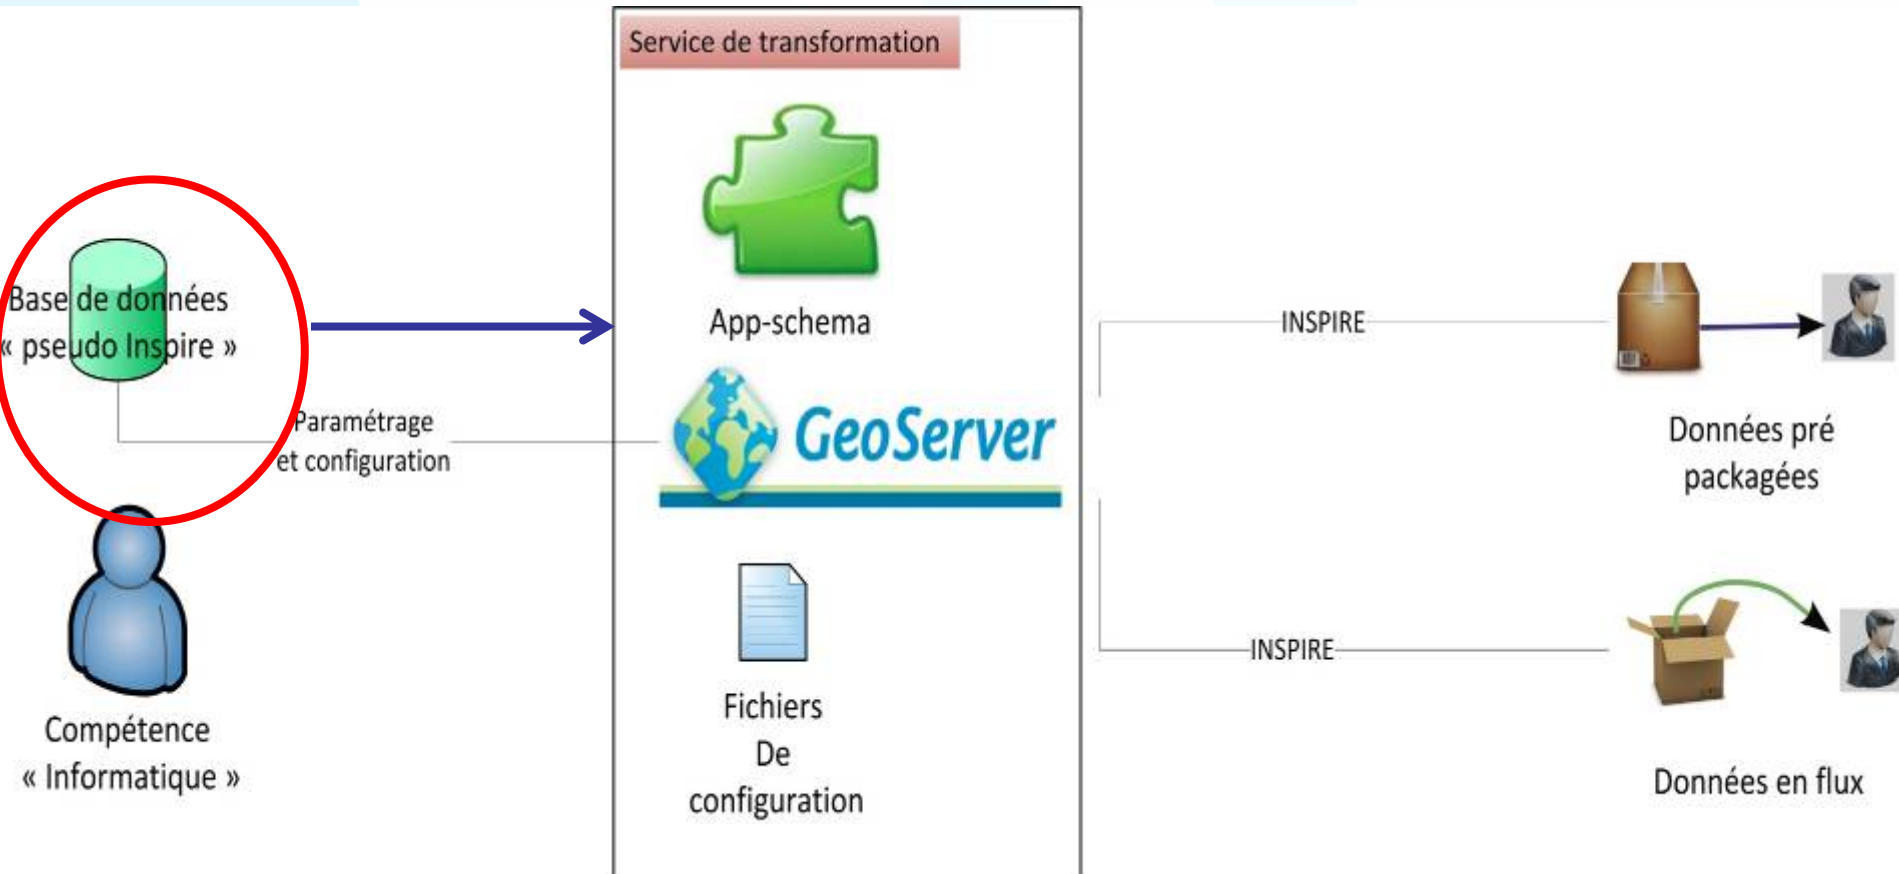 Service de transformation
Base de données
« pseudo Inspire »
Paramétrage
et configuration
Compétence
« Informatique »
App-schema
GeoServer
Fichiers
De
configuration
INSPIRE
Données pré
packagées
INSPIRE
Données en flux